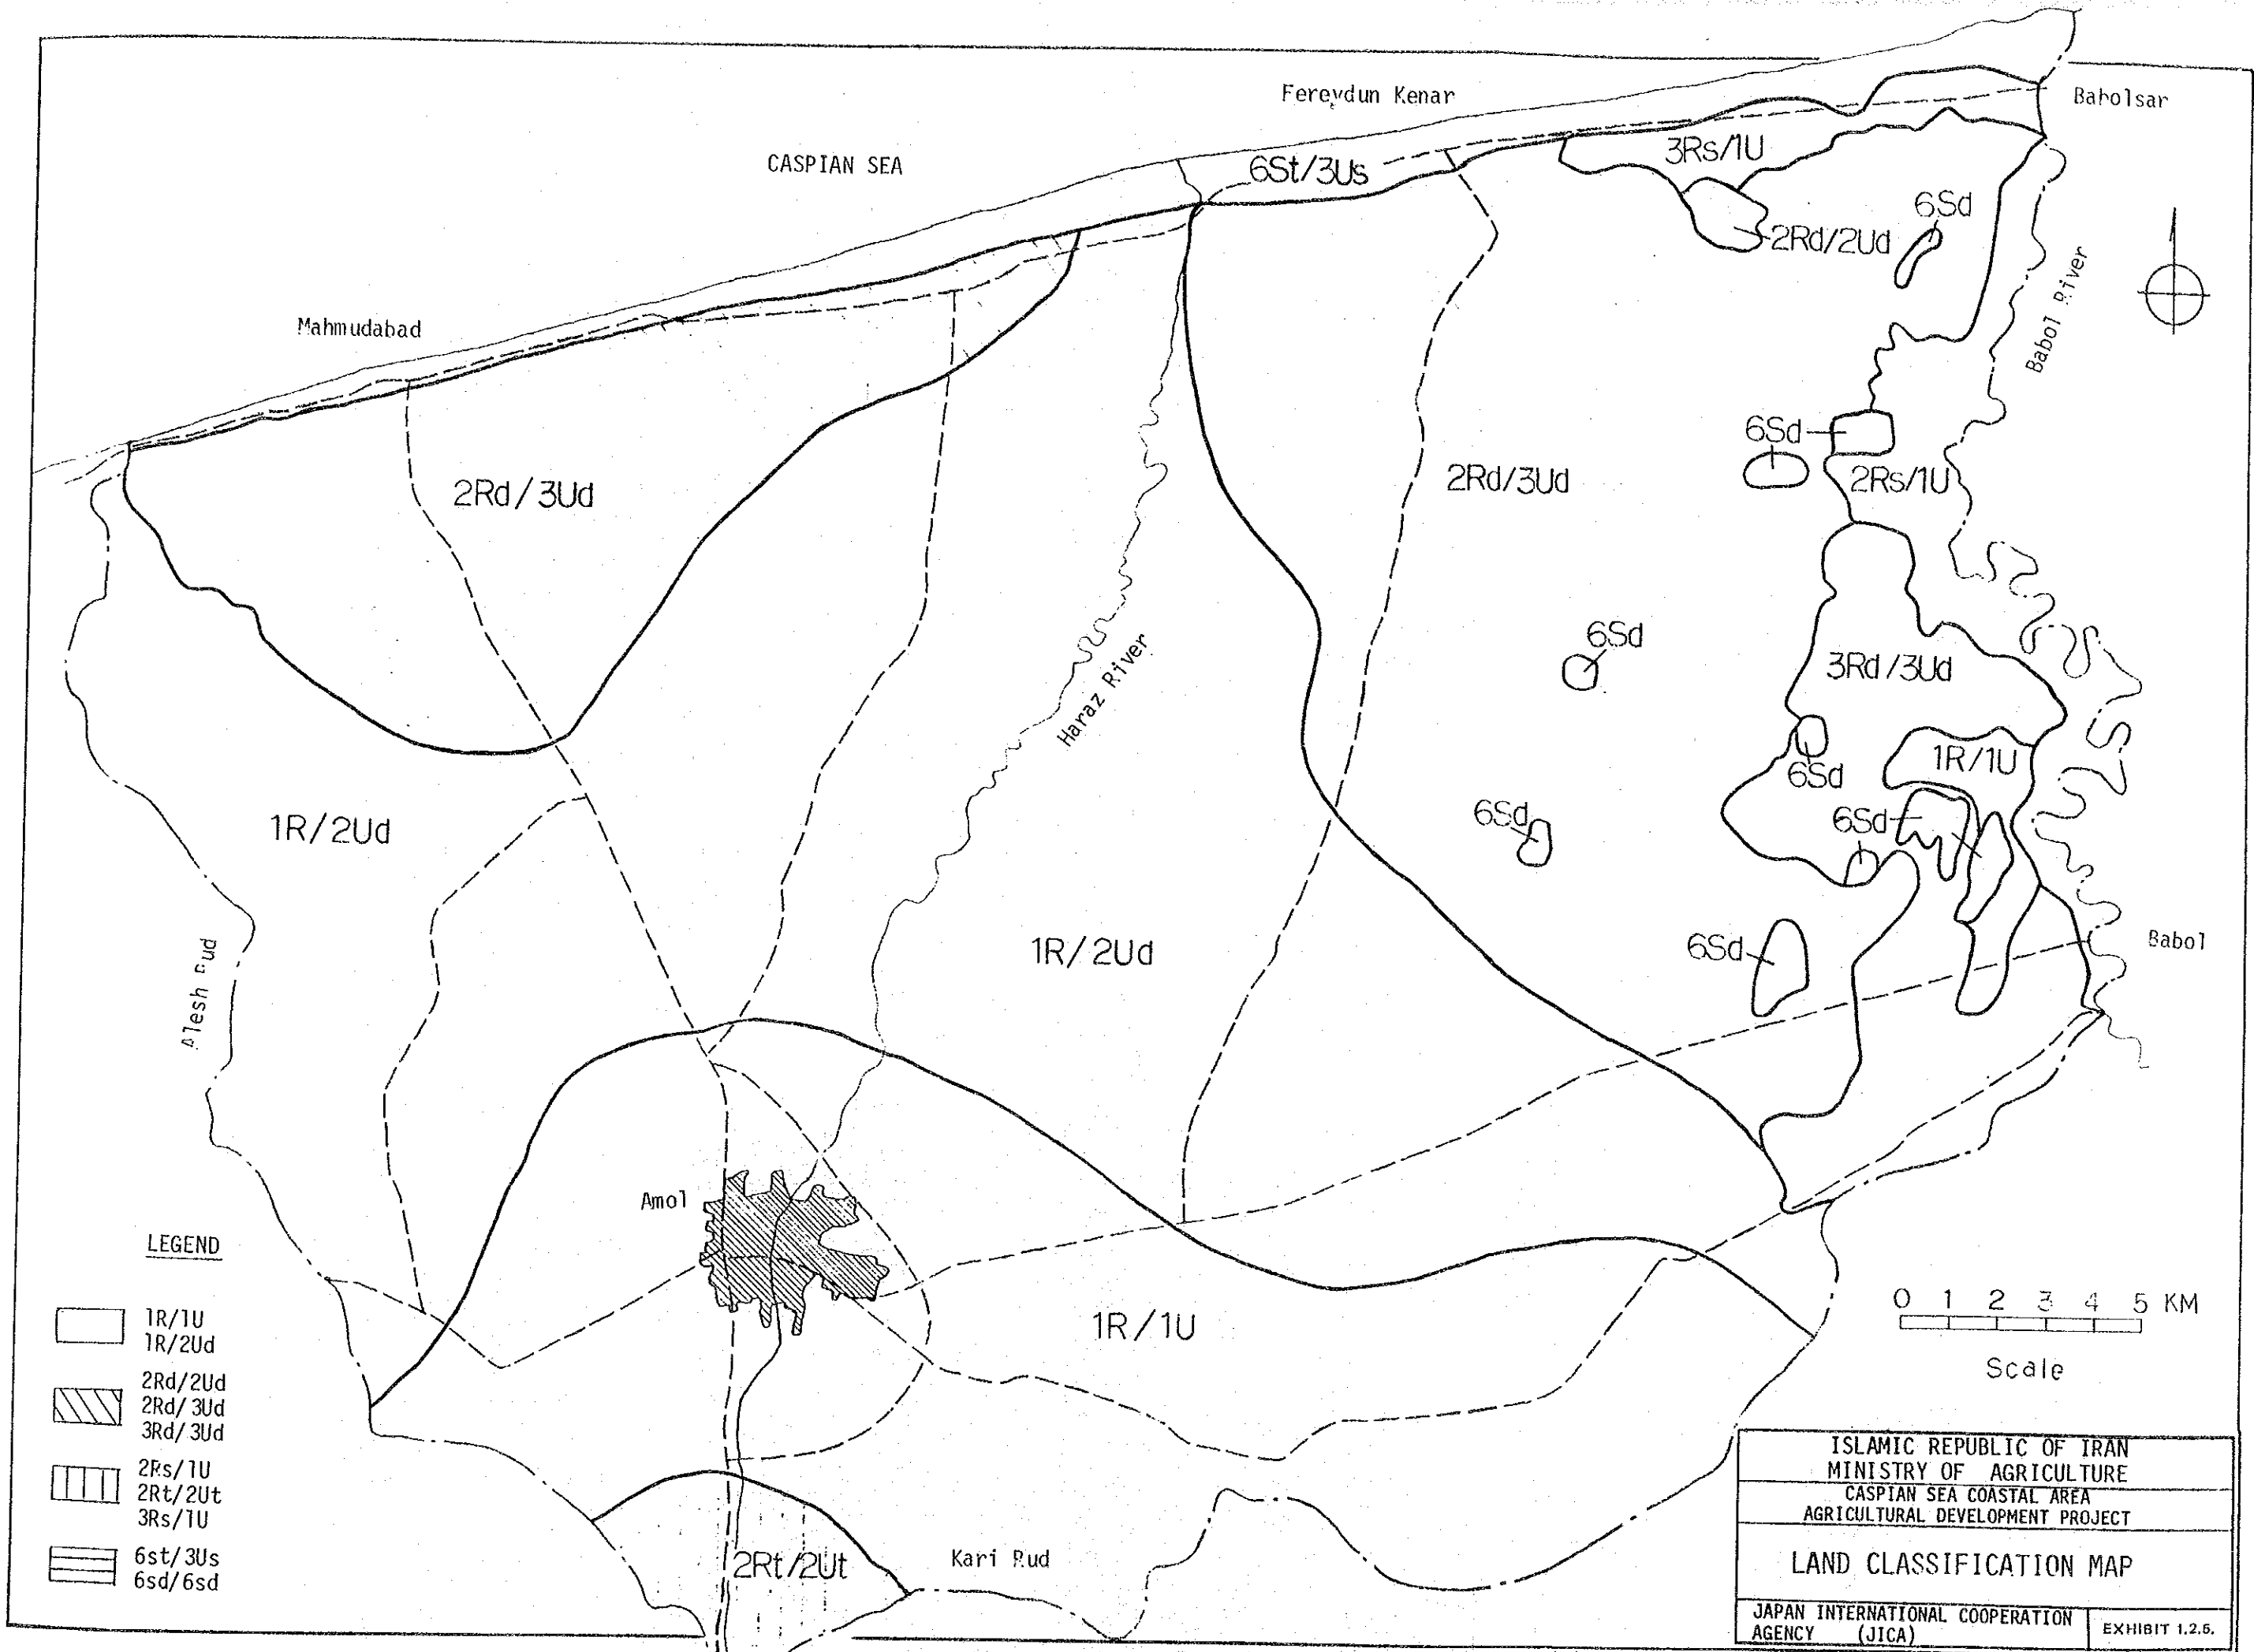 Fereydun Kenar
Babolsar
CASPIAN SEA
3Rs/1U
6St/3Us
6Sd
2Rd/2Ud
Babol River
Mahmudabad
6Sd
2Rd/3Ud
2Rd/3Ud
2Rs/1U
6Sd
Haraz River
3Rd/3Ud
1R/1U
6Sd
6Sd
6Sd
1R/2Ud
1R/2Ud
6Sd
Babol
Alesh Rud
Amol
LEGEND
1R/1U
1R/2Ud
2Rd/2Ud
2Rd/3Ud
3Rd/3Ud
2Rs/1U
2Rt/2Ut
3Rs/1U
6st/3Us
6sd/6sd
1R/1U
2Rt/2Ut
Kari Rud
0 1 2 3 4 5 KM
Scale
ISLAMIC REPUBLIC OF IRAN
MINISTRY OF AGRICULTURE
CASPIAN SEA COASTAL AREA
AGRICULTURAL DEVELOPMENT PROJECT
LAND CLASSIFICATION MAP
JAPAN INTERNATIONAL COOPERATION
AGENCY (JICA)
EXHIBIT 1.2.5.